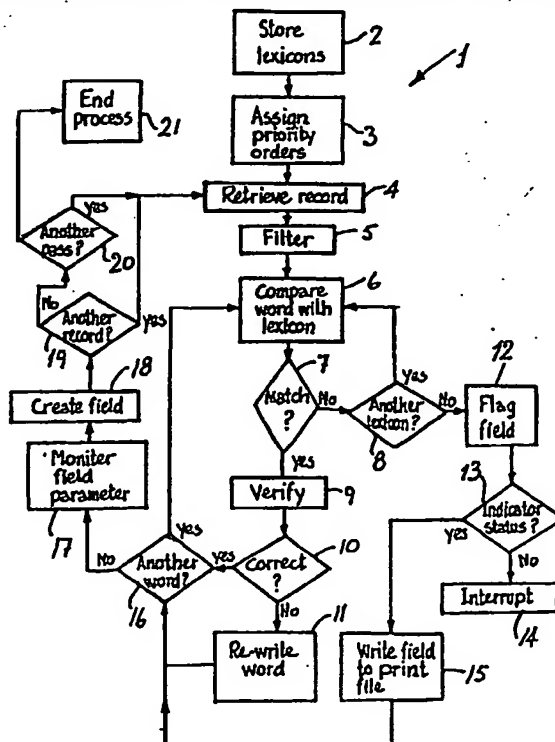 Store
lexicons
2
1
End
process
21
Assign
priority
orders
3
Retrieve record
4
Another
pass?
yes
20
No
Filter
5
6
Compare
word with
lexicon
Another
record?
yes
19
No
18
Create field
7
Match
?
No
yes
Another
lexicon?
yes
No
8
12
Flag
field
Moniter
field
parameter
17
Verify
9
13
Indicator
status?
yes
No
Another
word?
yes
No
16
yes
Correct
?
10
No
Interrupt
14
11
Re-write
word
Write field
to print
file
15